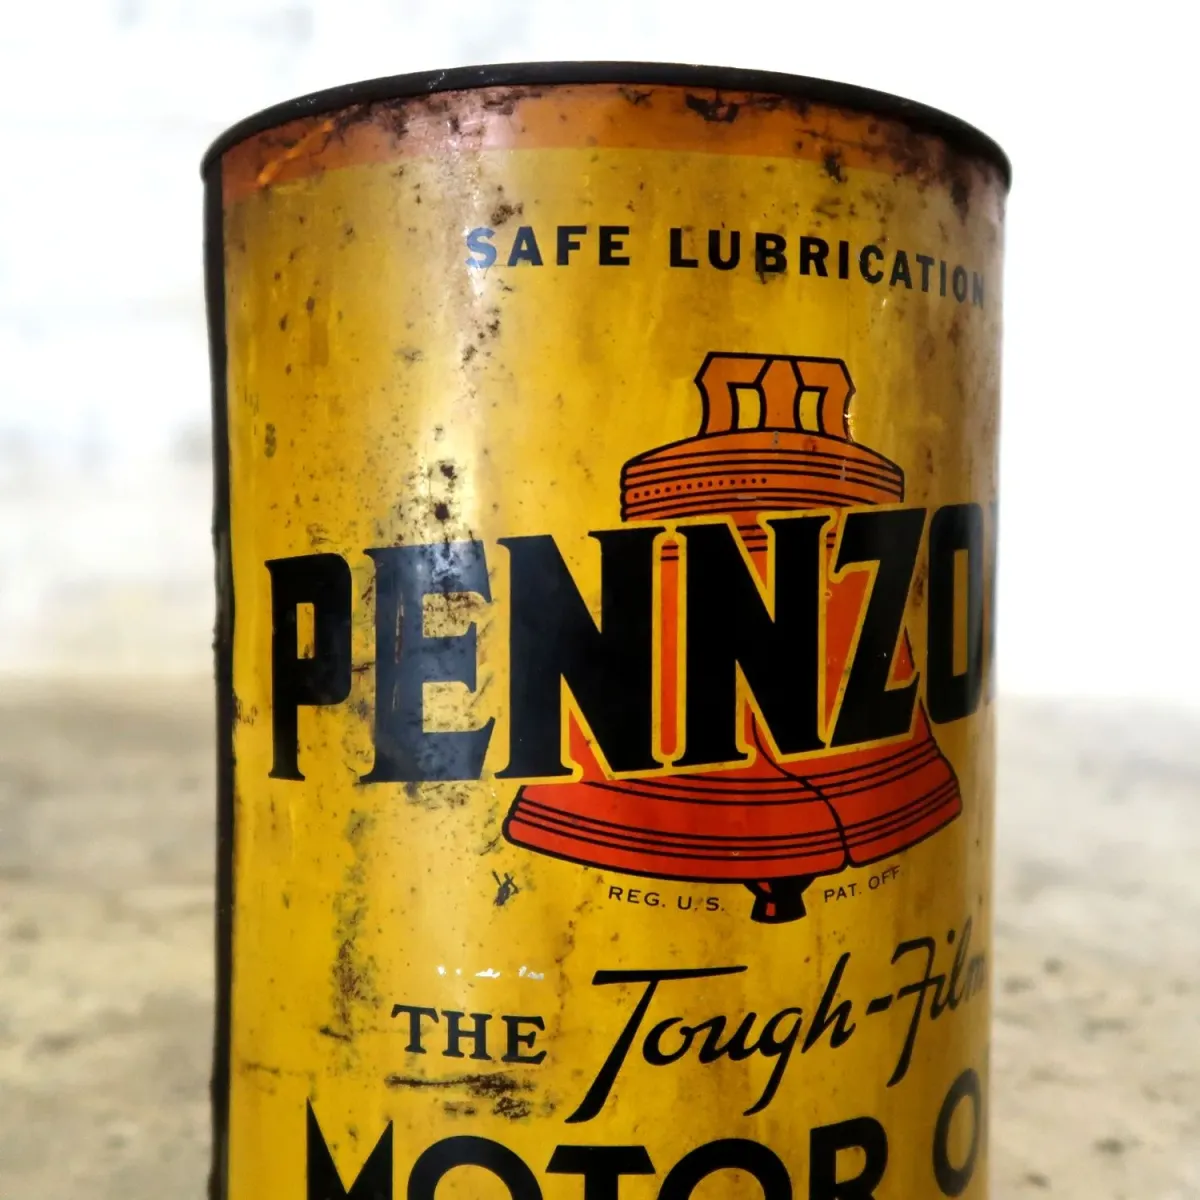 SAFE LUBRICATION
PENNZO
REG. U.S. PAT. OFF.
THE Tough-Film
MOTOR O